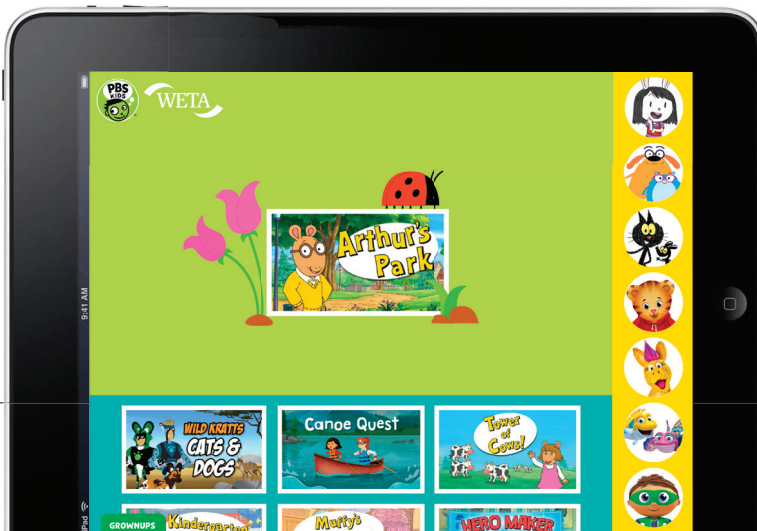 PBS
KIDS
WETA
Arthur's
Park
9:41 AM
iPad
WILD KRATTS
CATS &
DOGS
Canoe Quest
Tower
of
Cows!
GROWNUPS
Kindergarten
Muffy's
HERO MAKER